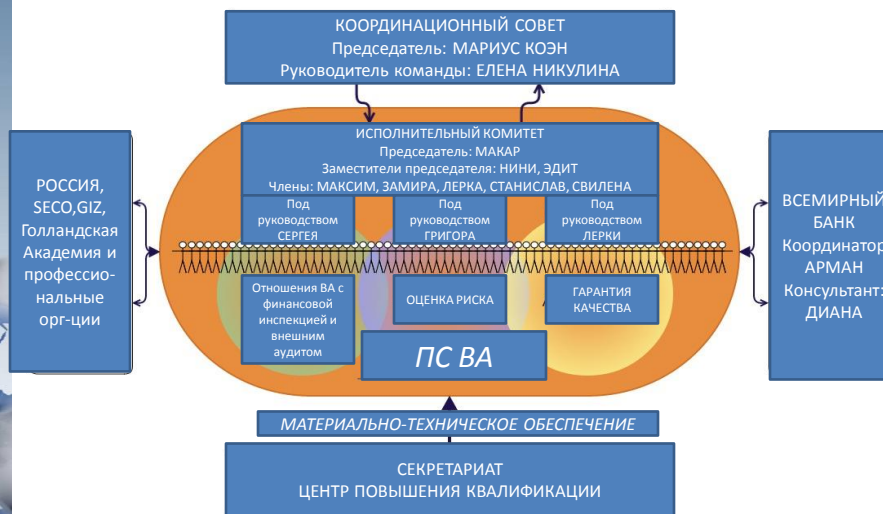 КООРДИНАЦИОННЫЙ СОВЕТ
Председатель: МАРИУС КОЭН
Руководитель команды: ЕЛЕНА НИКУЛИНА
ИСПОЛНИТЕЛЬНЫЙ КОМИТЕТ
Председатель: МАКАР
Заместители председателя: НИНИ, ЭДИТ
Члены: МАКСИМ, ЗАМИРА, ЛЕРКА, СТАНИСЛАВ, СВИЛЕНА
РОССИЯ,
SECO,GIZ,
Голландская
Академия и
профессио-
нальные
орг-ции
Под
руководством
СЕРГЕЯ
Под
руководством
ГРИГОРА
Под
руководством
ЛЕРКИ
ВСЕМИРНЫЙ
БАНК
Координатор
АРМАН
Консультант:
ДИАНА
Отношения ВА с
финансовой
инспекцией и
внешним
аудитом
ОЦЕНКА РИСКА
ГАРАНТИЯ
КАЧЕСТВА
ПС ВА
МАТЕРИАЛЬНО-ТЕХНИЧЕСКОЕ ОБЕСПЕЧЕНИЕ
СЕКРЕТАРИАТ
ЦЕНТР ПОВЫШЕНИЯ КВАЛИФИКАЦИИ